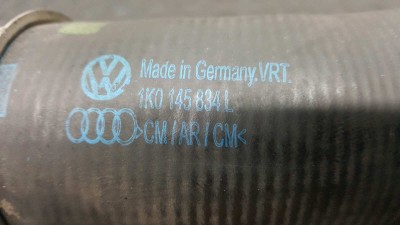 Made in Germany.VRT.
1K0 145 834 L
>CM / AR / CM<